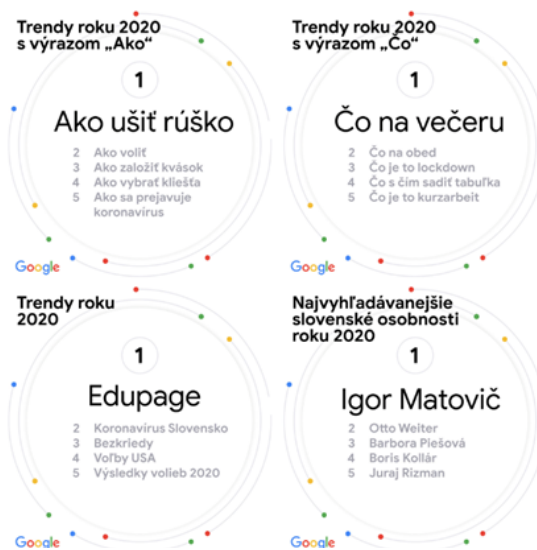 Trendy roku 2020
s výrazom „Ako“
1
Ako ušiť rúško
2 Ako voliť
3 Ako založiť kvások
4 Ako vybrať kliešťa
5 Ako sa prejavuje
koronavírus
Google
Trendy roku 2020
s výrazom „Čo“
1
Čo na večeru
2 Čo na obed
3 Čo je to lockdown
4 Čo s čím sadiť tabuľka
5 Čo je to kurzarbeit
Google
Trendy roku
2020
1
Edupage
2 Koronavírus Slovensko
3 Bezkriedy
4 Voľby USA
5 Výsledky volieb 2020
Google
Najvyhľadávanejšie
slovenské osobnosti
roku 2020
1
Igor Matovič
2 Otto Weiter
3 Barbora Piešová
4 Boris Kollár
5 Juraj Rizman
Google